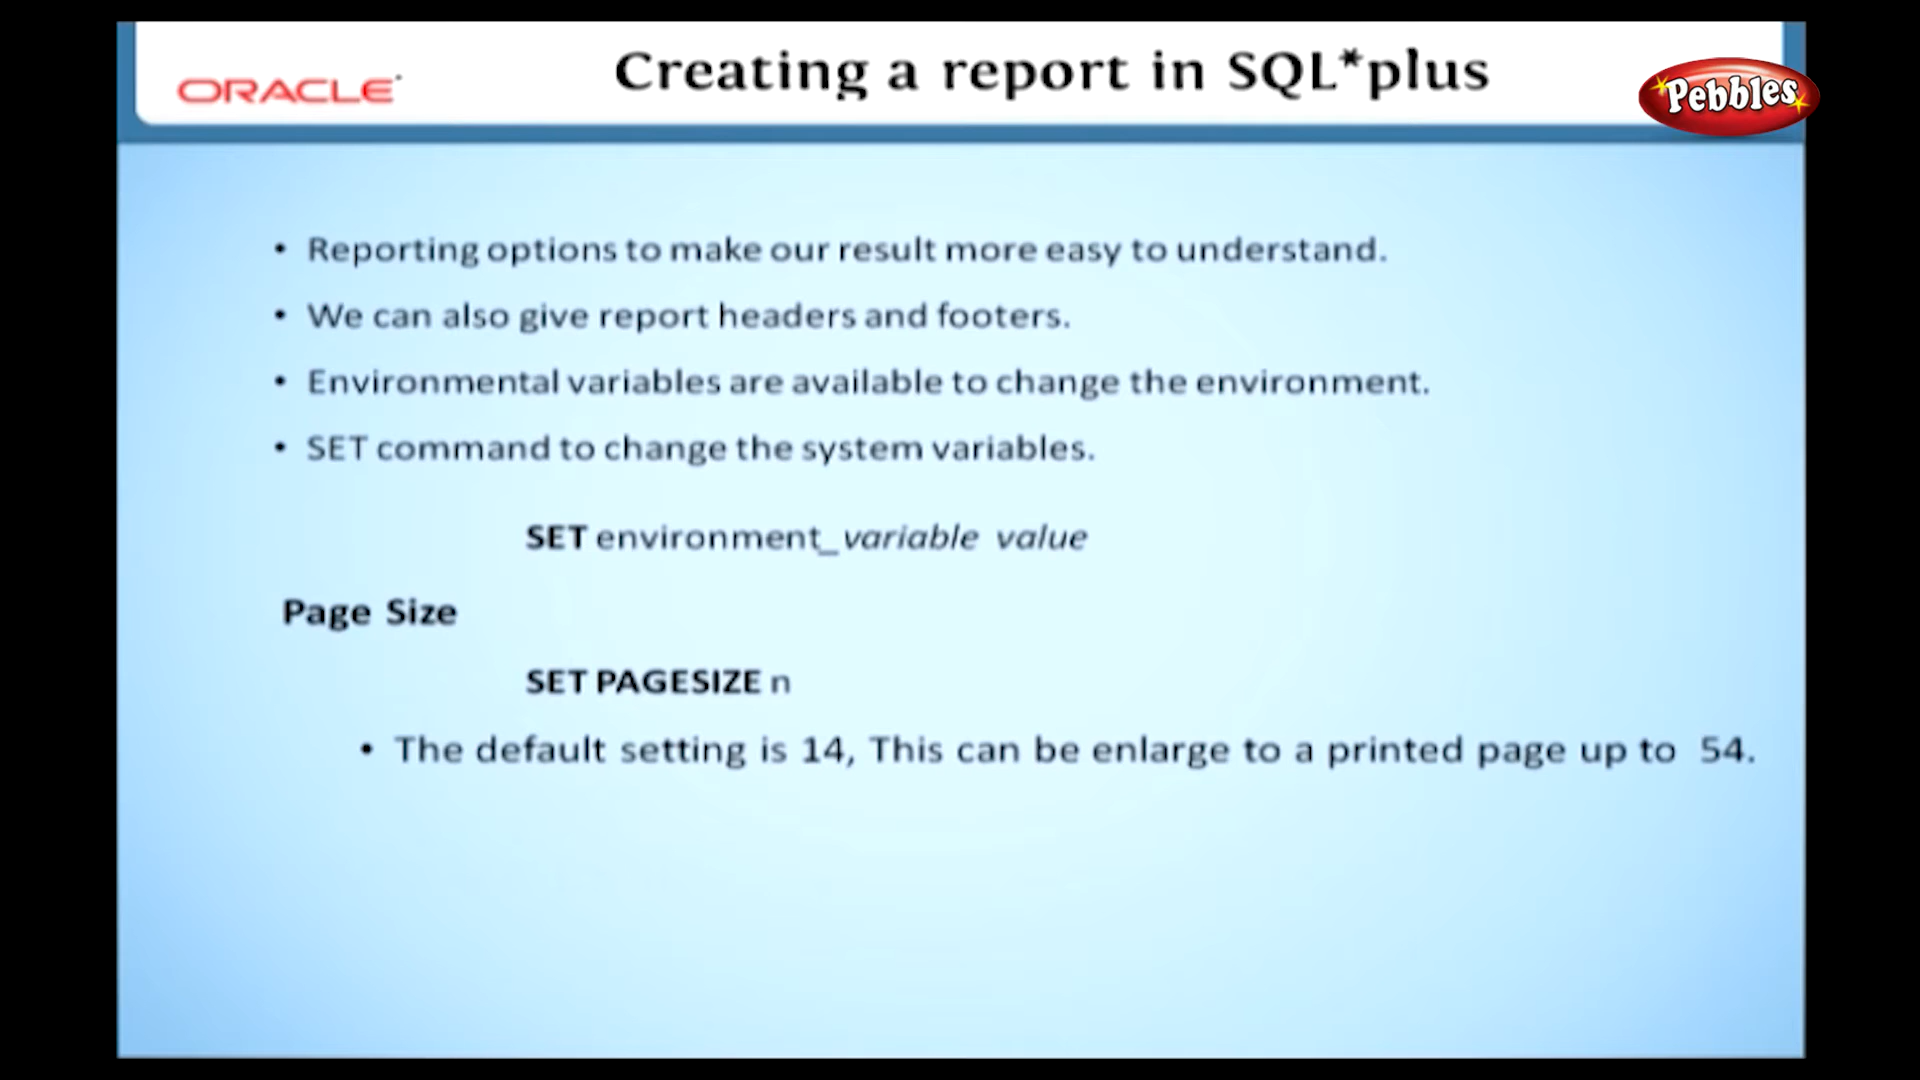 Creating a report in SQL*plus
ORACLE
Pebbles
• Reporting options to make our result more easy to understand.
• We can also give report headers and footers.
• Environmental variables are available to change the environment.
• SET command to change the system variables.
SET environment_variable value
Page Size
SET PAGESIZE n
• The default setting is 14, This can be enlarge to a printed page up to 54.